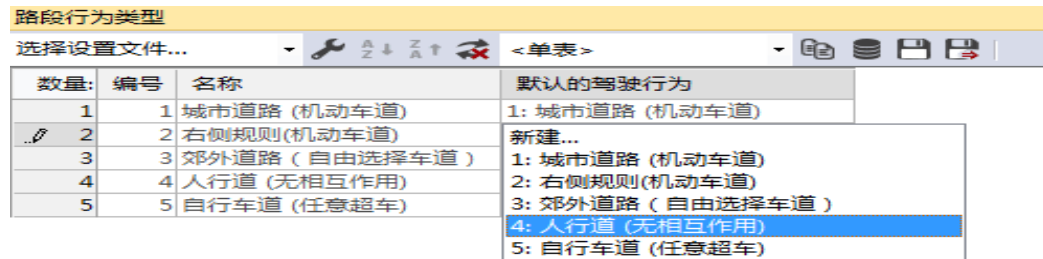 路段行为类型
选择设置文件... <单表>
数量: 编号 名称 默认的驾驶行为
1 1 城市道路 (机动车道) 1: 城市道路 (机动车道)
2 2 右侧规则(机动车道) 新建...
1: 城市道路 (机动车道)
3 3 郊外道路 ( 自由选择车道 ) 2: 右侧规则(机动车道)
4 4 人行道 (无相互作用) 3: 郊外道路 ( 自由选择车道 )
5 5 自行车道 (任意超车) 4: 人行道 (无相互作用)
5: 自行车道 (任意超车)